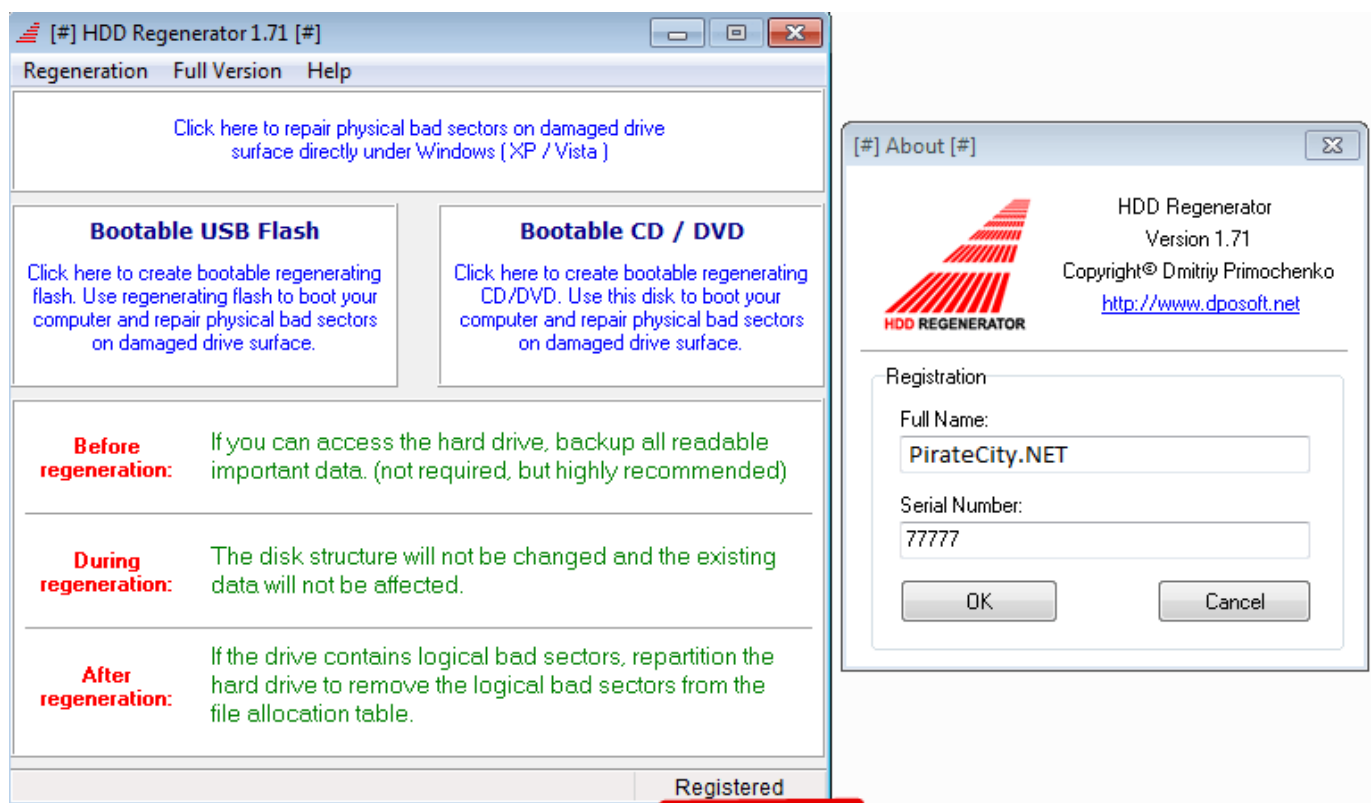 [#] HDD Regenerator 1.71 [#]
Regeneration Full Version Help
Click here to repair physical bad sectors on damaged drive
surface directly under Windows ( XP / Vista )
Bootable USB Flash
Click here to create bootable regenerating
flash. Use regenerating flash to boot your
computer and repair physical bad sectors
on damaged drive surface.
Bootable CD / DVD
Click here to create bootable regenerating
CD/DVD. Use this disk to boot your
computer and repair physical bad sectors
on damaged drive surface.
Before
regeneration:
If you can access the hard drive, backup all readable
important data. (not required, but highly recommended)
During
regeneration:
The disk structure will not be changed and the existing
data will not be affected.
After
regeneration:
If the drive contains logical bad sectors, repartition the
hard drive to remove the logical bad sectors from the
file allocation table.
Registered
[#] About [#]
HDD REGENERATOR
HDD Regenerator
Version 1.71
Copyright© Dmitriy Primochenko
http://www.dposoft.net
Registration
Full Name:
PirateCity.NET
Serial Number:
77777
OK
Cancel